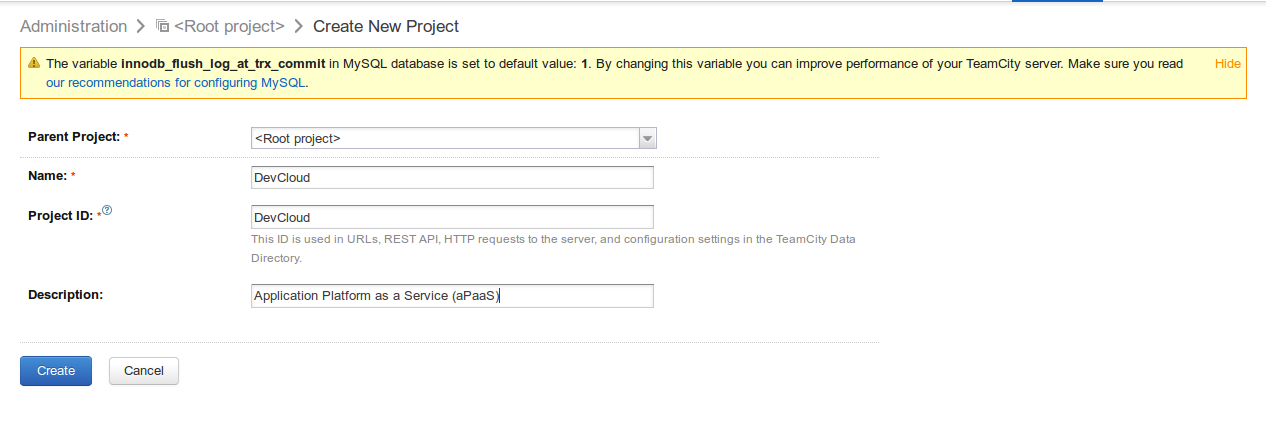 Administration > <Root project> > Create New Project
The variable innodb_flush_log_at_trx_commit in MySQL database is set to default value: 1. By changing this variable you can improve performance of your TeamCity server. Make sure you read Hide
our recommendations for configuring MySQL.
Parent Project: * <Root project>
Name: * DevCloud
Project ID: * ? DevCloud
This ID is used in URLs, REST API, HTTP requests to the server, and configuration settings in the TeamCity Data
Directory.
Description: Application Platform as a Service (aPaaS)
Create Cancel